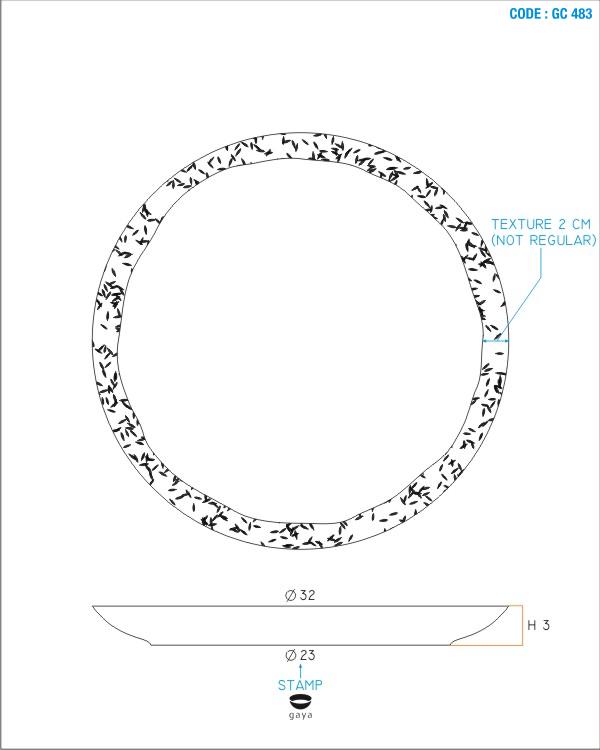 CODE : GC 483
TEXTURE 2 CM
(NOT REGULAR)
Ø 32
H 3
Ø 23
STAMP
gaya